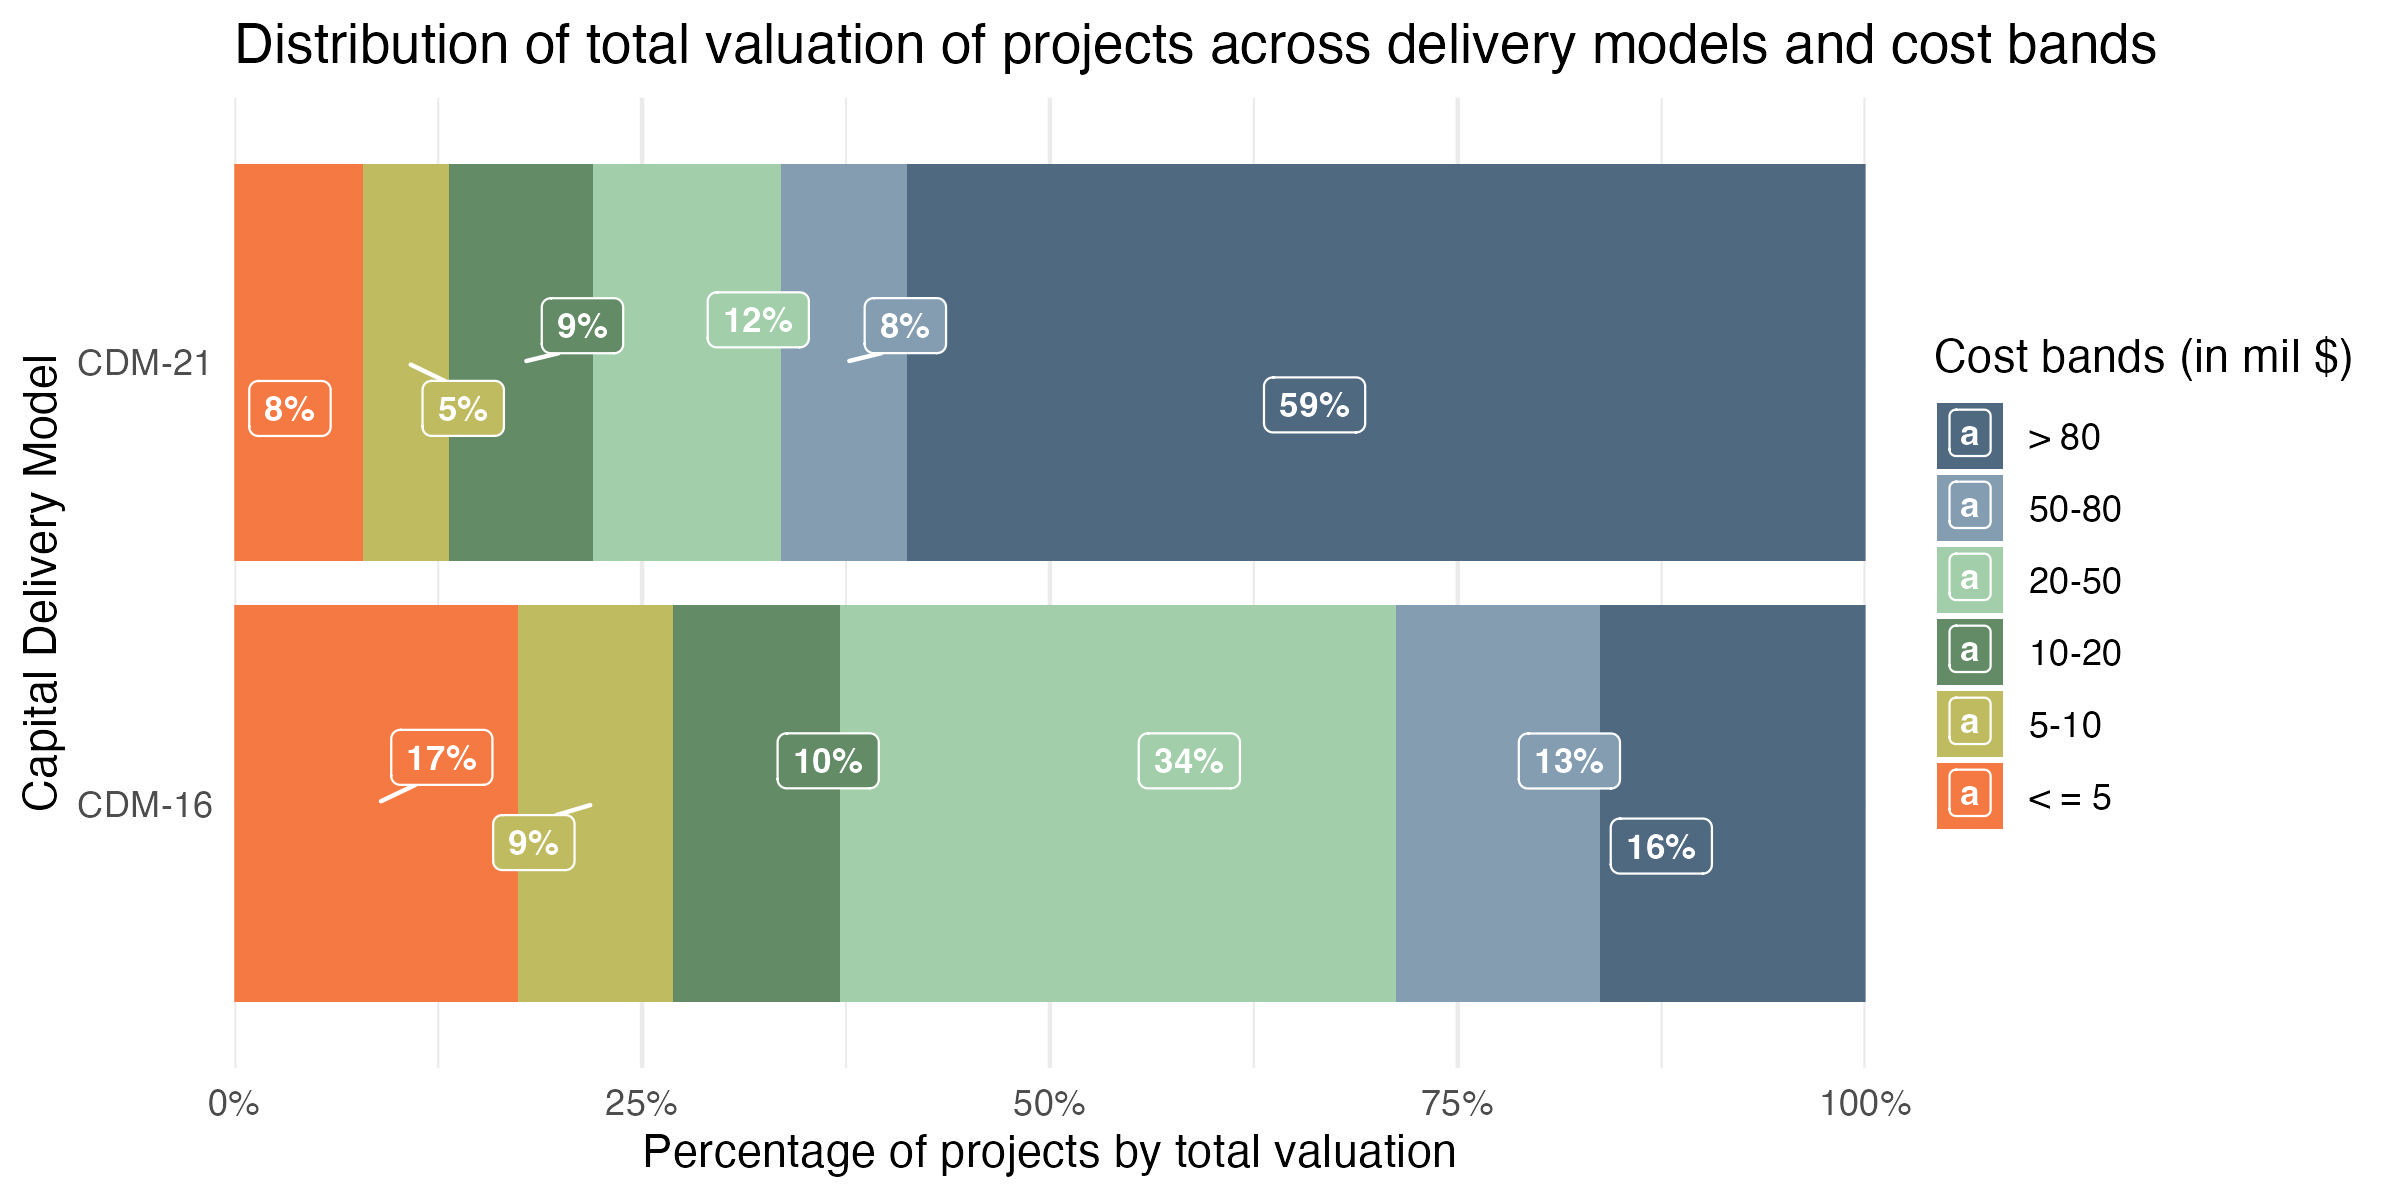 Distribution of total valuation of projects across delivery models and cost bands
Capital Delivery Model
CDM-21
8%
5%
9%
12%
8%
59%
CDM-16
17%
9%
10%
34%
13%
16%
0%
25%
50%
75%
100%
Percentage of projects by total valuation
Cost bands (in mil $)
a > 80
a 50-80
a 20-50
a 10-20
a 5-10
a < = 5